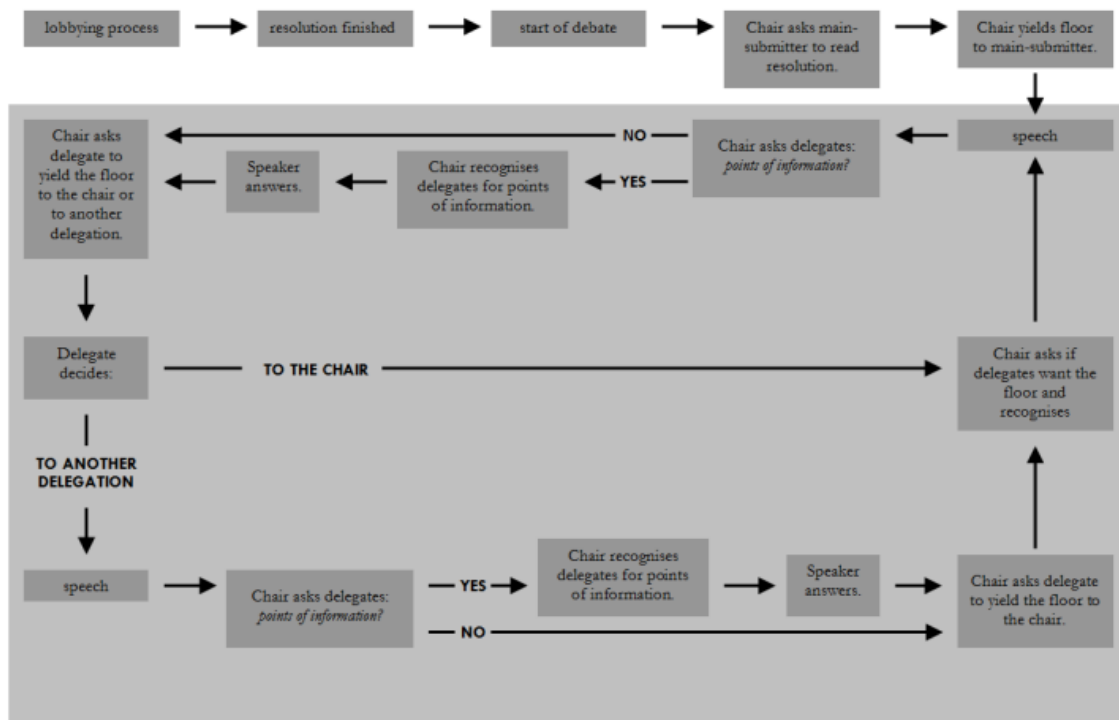 lobbying process
resolution finished
start of debate
Chair asks main-
submitter to read
resolution.
Chair yields floor
to main-submitter.
Chair asks
delegate to
yield the floor
to the chair or
to another
delegation.
NO
YES
Speaker
answers.
Chair recognises
delegates for points
of information.
Chair asks delegates:
points of information?
speech
Delegate
decides:
TO THE CHAIR
Chair asks if
delegates want the
floor and
recognises
TO ANOTHER
DELEGATION
speech
Chair asks delegates:
points of information?
YES
NO
Chair recognises
delegates for points
of information.
Speaker
answers.
Chair asks delegate
to yield the floor to
the chair.